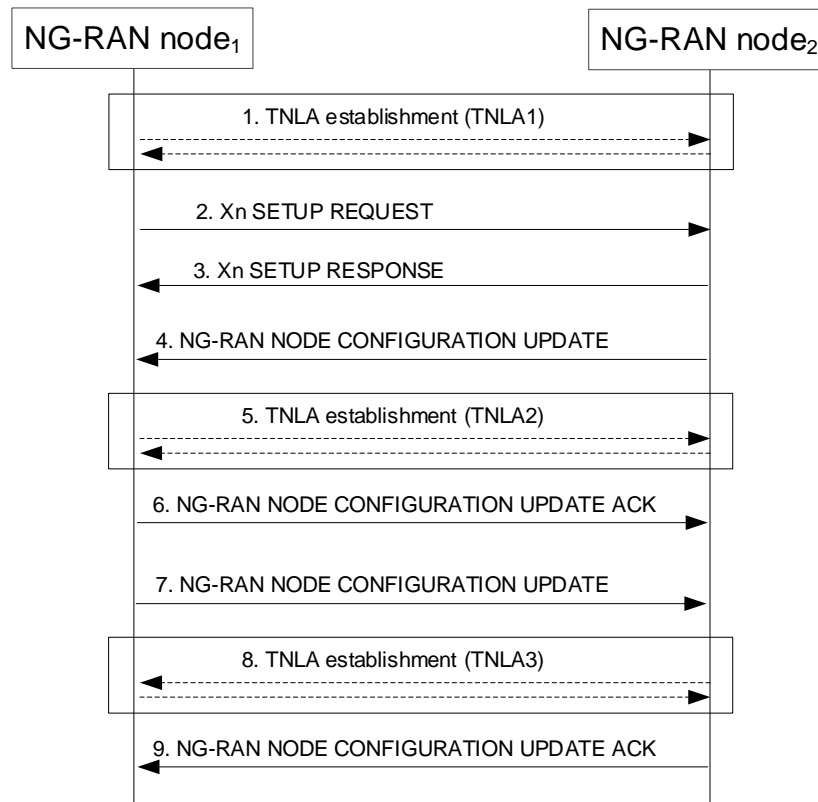 NG-RAN node1
NG-RAN node2
1. TNLA establishment (TNLA1)
2. Xn SETUP REQUEST
3. Xn SETUP RESPONSE
4. NG-RAN NODE CONFIGURATION UPDATE
5. TNLA establishment (TNLA2)
6. NG-RAN NODE CONFIGURATION UPDATE ACK
7. NG-RAN NODE CONFIGURATION UPDATE
8. TNLA establishment (TNLA3)
9. NG-RAN NODE CONFIGURATION UPDATE ACK